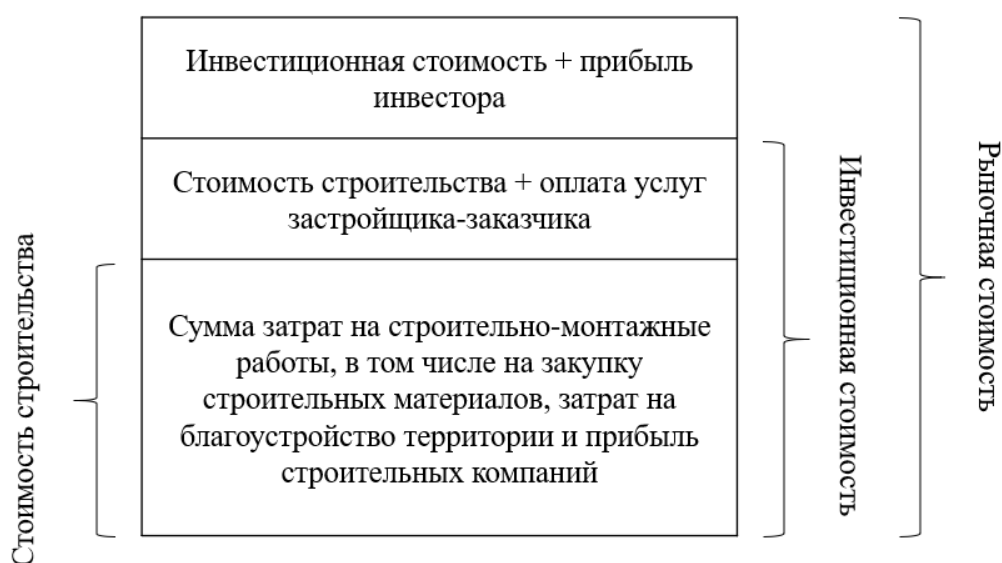 Инвестиционная стоимость + прибыль
инвестора
Стоимость строительства + оплата услуг
застройщика-заказчика
Сумма затрат на строительно-монтажные
работы, в том числе на закупку
строительных материалов, затрат на
благоустройство территории и прибыль
строительных компаний
Стоимость строительства
Инвестиционная стоимость
Рыночная стоимость